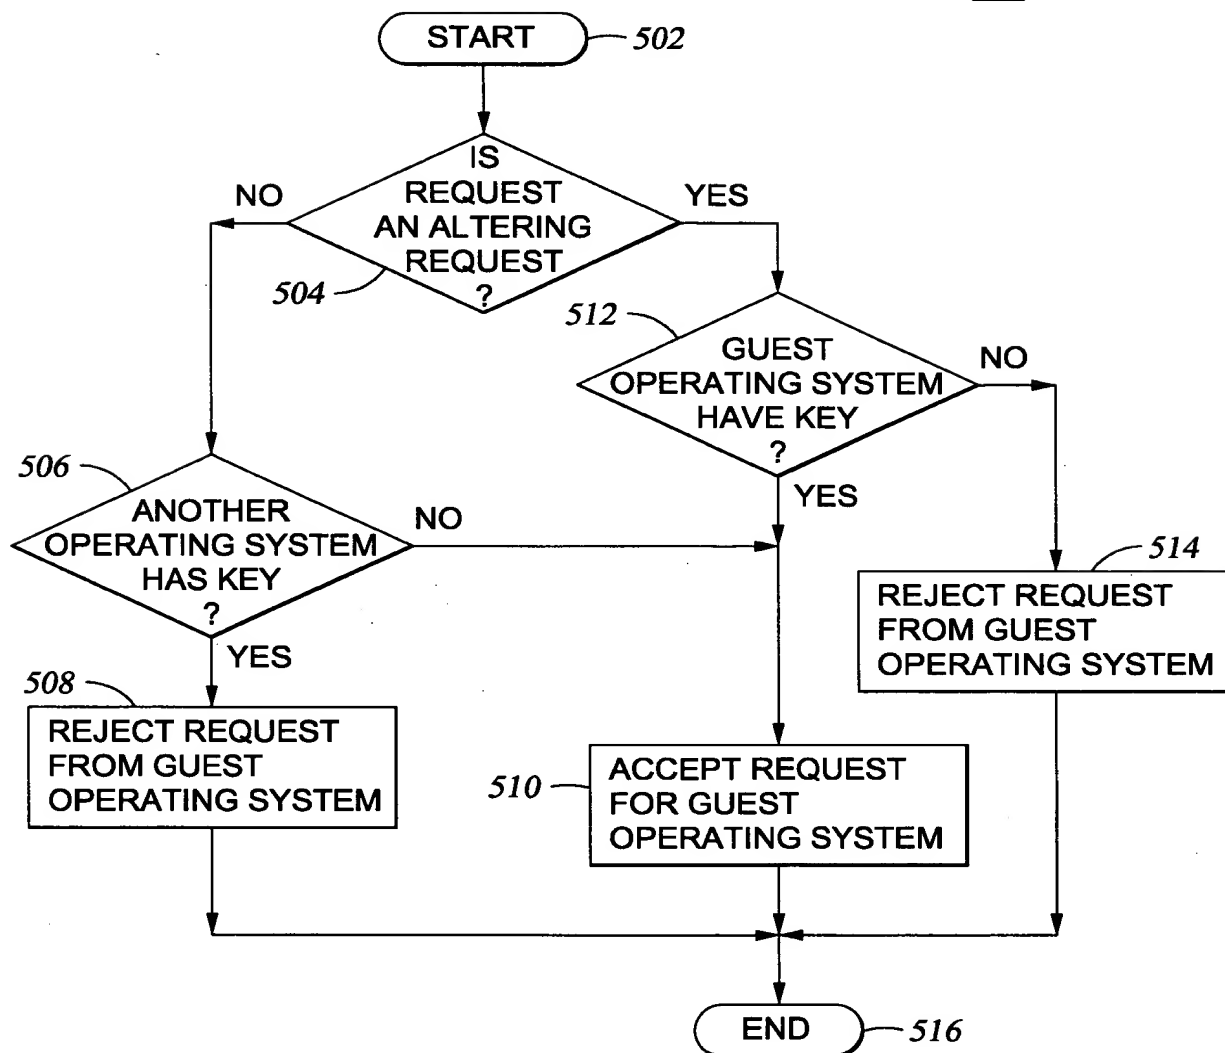 START
502
IS
REQUEST
AN ALTERING
REQUEST
?
504
NO
YES
512
GUEST
OPERATING SYSTEM
HAVE KEY
?
NO
YES
506
ANOTHER
OPERATING SYSTEM
HAS KEY
?
NO
YES
514
REJECT REQUEST
FROM GUEST
OPERATING SYSTEM
508
REJECT REQUEST
FROM GUEST
OPERATING SYSTEM
510
ACCEPT REQUEST
FOR GUEST
OPERATING SYSTEM
END
516